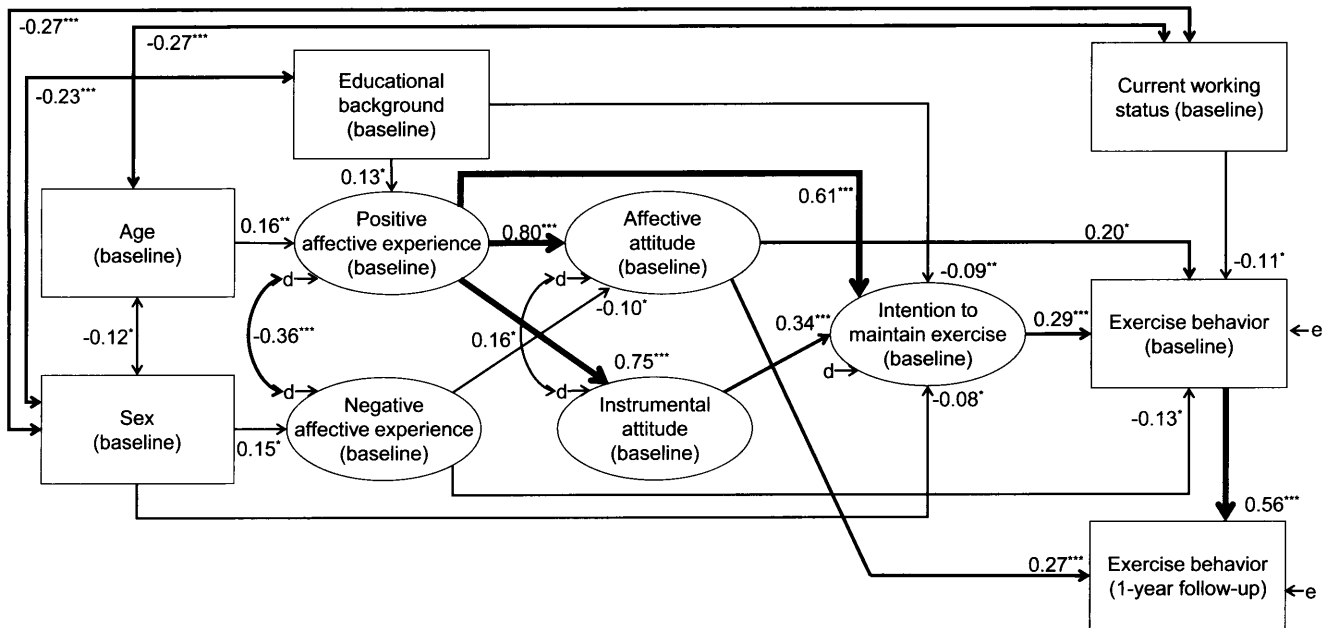 -0.27***
-0.27***
-0.23***
Educational
background
(baseline)
Current working
status (baseline)
0.13*
0.61***
Age
(baseline)
0.16**
Positive
affective experience
(baseline)
0.80***
Affective
attitude
(baseline)
0.20*
-0.09**
-0.11*
d
d
-0.10*
-0.12*
-0.36***
0.16*
0.34***
Intention to
maintain exercise
(baseline)
0.29***
Exercise behavior
(baseline)
e
0.75***
d
d
d
-0.08*
Sex
(baseline)
0.15*
Negative
affective experience
(baseline)
Instrumental
attitude
(baseline)
-0.13*
0.56***
0.27***
Exercise behavior
(1-year follow-up)
e